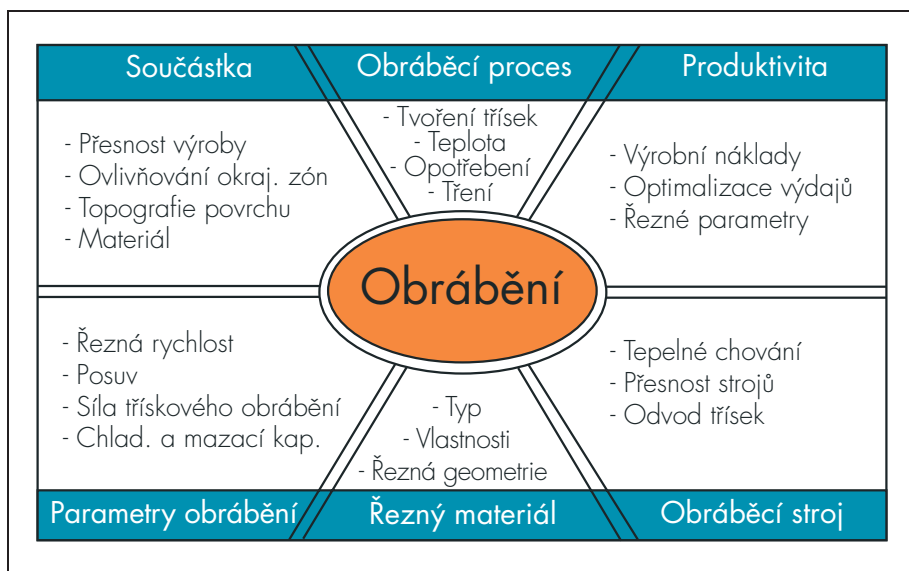 Součástka
- Přesnost výroby
- Ovlivňování okraj. zón
- Topografie povrchu
- Materiál
Obráběcí proces
- Tvoření třísek
- Teplota
- Opotřebení
- Tření
Produktivita
- Výrobní náklady
- Optimalizace výdajů
- Řezné parametry
Obrábění
- Řezná rychlost
- Posuv
- Síla třískového obrábění
- Chlad. a mazací kap.
Parametry obrábění
- Typ
- Vlastnosti
- Řezná geometrie
Řezný materiál
- Tepelné chování
- Přesnost strojů
- Odvod třísek
Obráběcí stroj